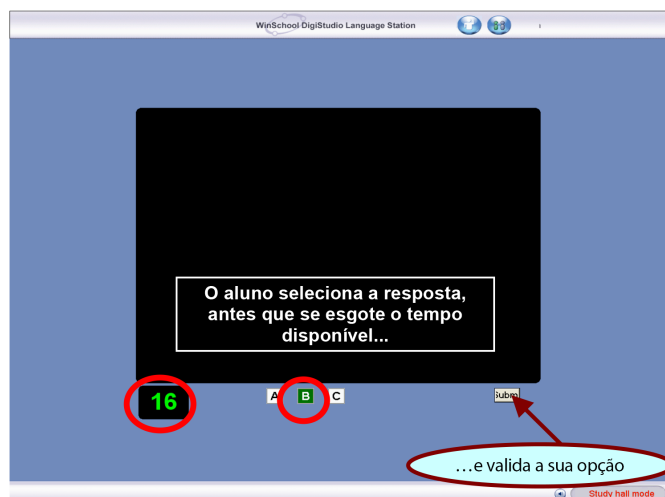 WinSchool DigiStudio Language Station
O aluno seleciona a resposta,
antes que se esgote o tempo
disponível...
16
A B C
Subm
...e valida a sua opção
Study hall mode